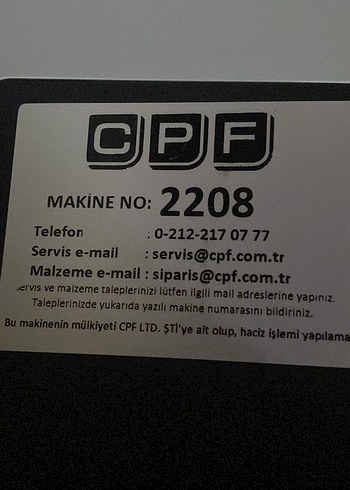 CPF
MAKİNE NO: 2208
Telefon : 0-212-217 07 77
Servis e-mail : servis@cpf.com.tr
Malzeme e-mail : siparis@cpf.com.tr
servis ve malzeme taleplerinizi lütfen ilgili mail adreslerine yapınız.
Taleplerinizde yukarıda yazılı makine numarasını bildiriniz.
Bu makinenin mülkiyeti CPF LTD. ŞTİ'ye ait olup, haciz işlemi yapılama